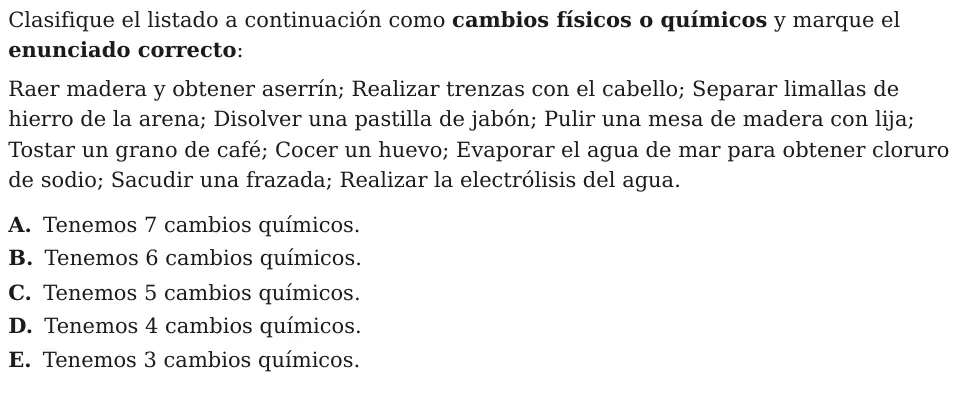 Clasifique el listado a continuación como cambios físicos o químicos y marque el
enunciado correcto:
Raer madera y obtener aserrín; Realizar trenzas con el cabello; Separar limallas de
hierro de la arena; Disolver una pastilla de jabón; Pulir una mesa de madera con lija;
Tostar un grano de café; Cocer un huevo; Evaporar el agua de mar para obtener cloruro
de sodio; Sacudir una frazada; Realizar la electrólisis del agua.
A. Tenemos 7 cambios químicos.
B. Tenemos 6 cambios químicos.
C. Tenemos 5 cambios químicos.
D. Tenemos 4 cambios químicos.
E. Tenemos 3 cambios químicos.